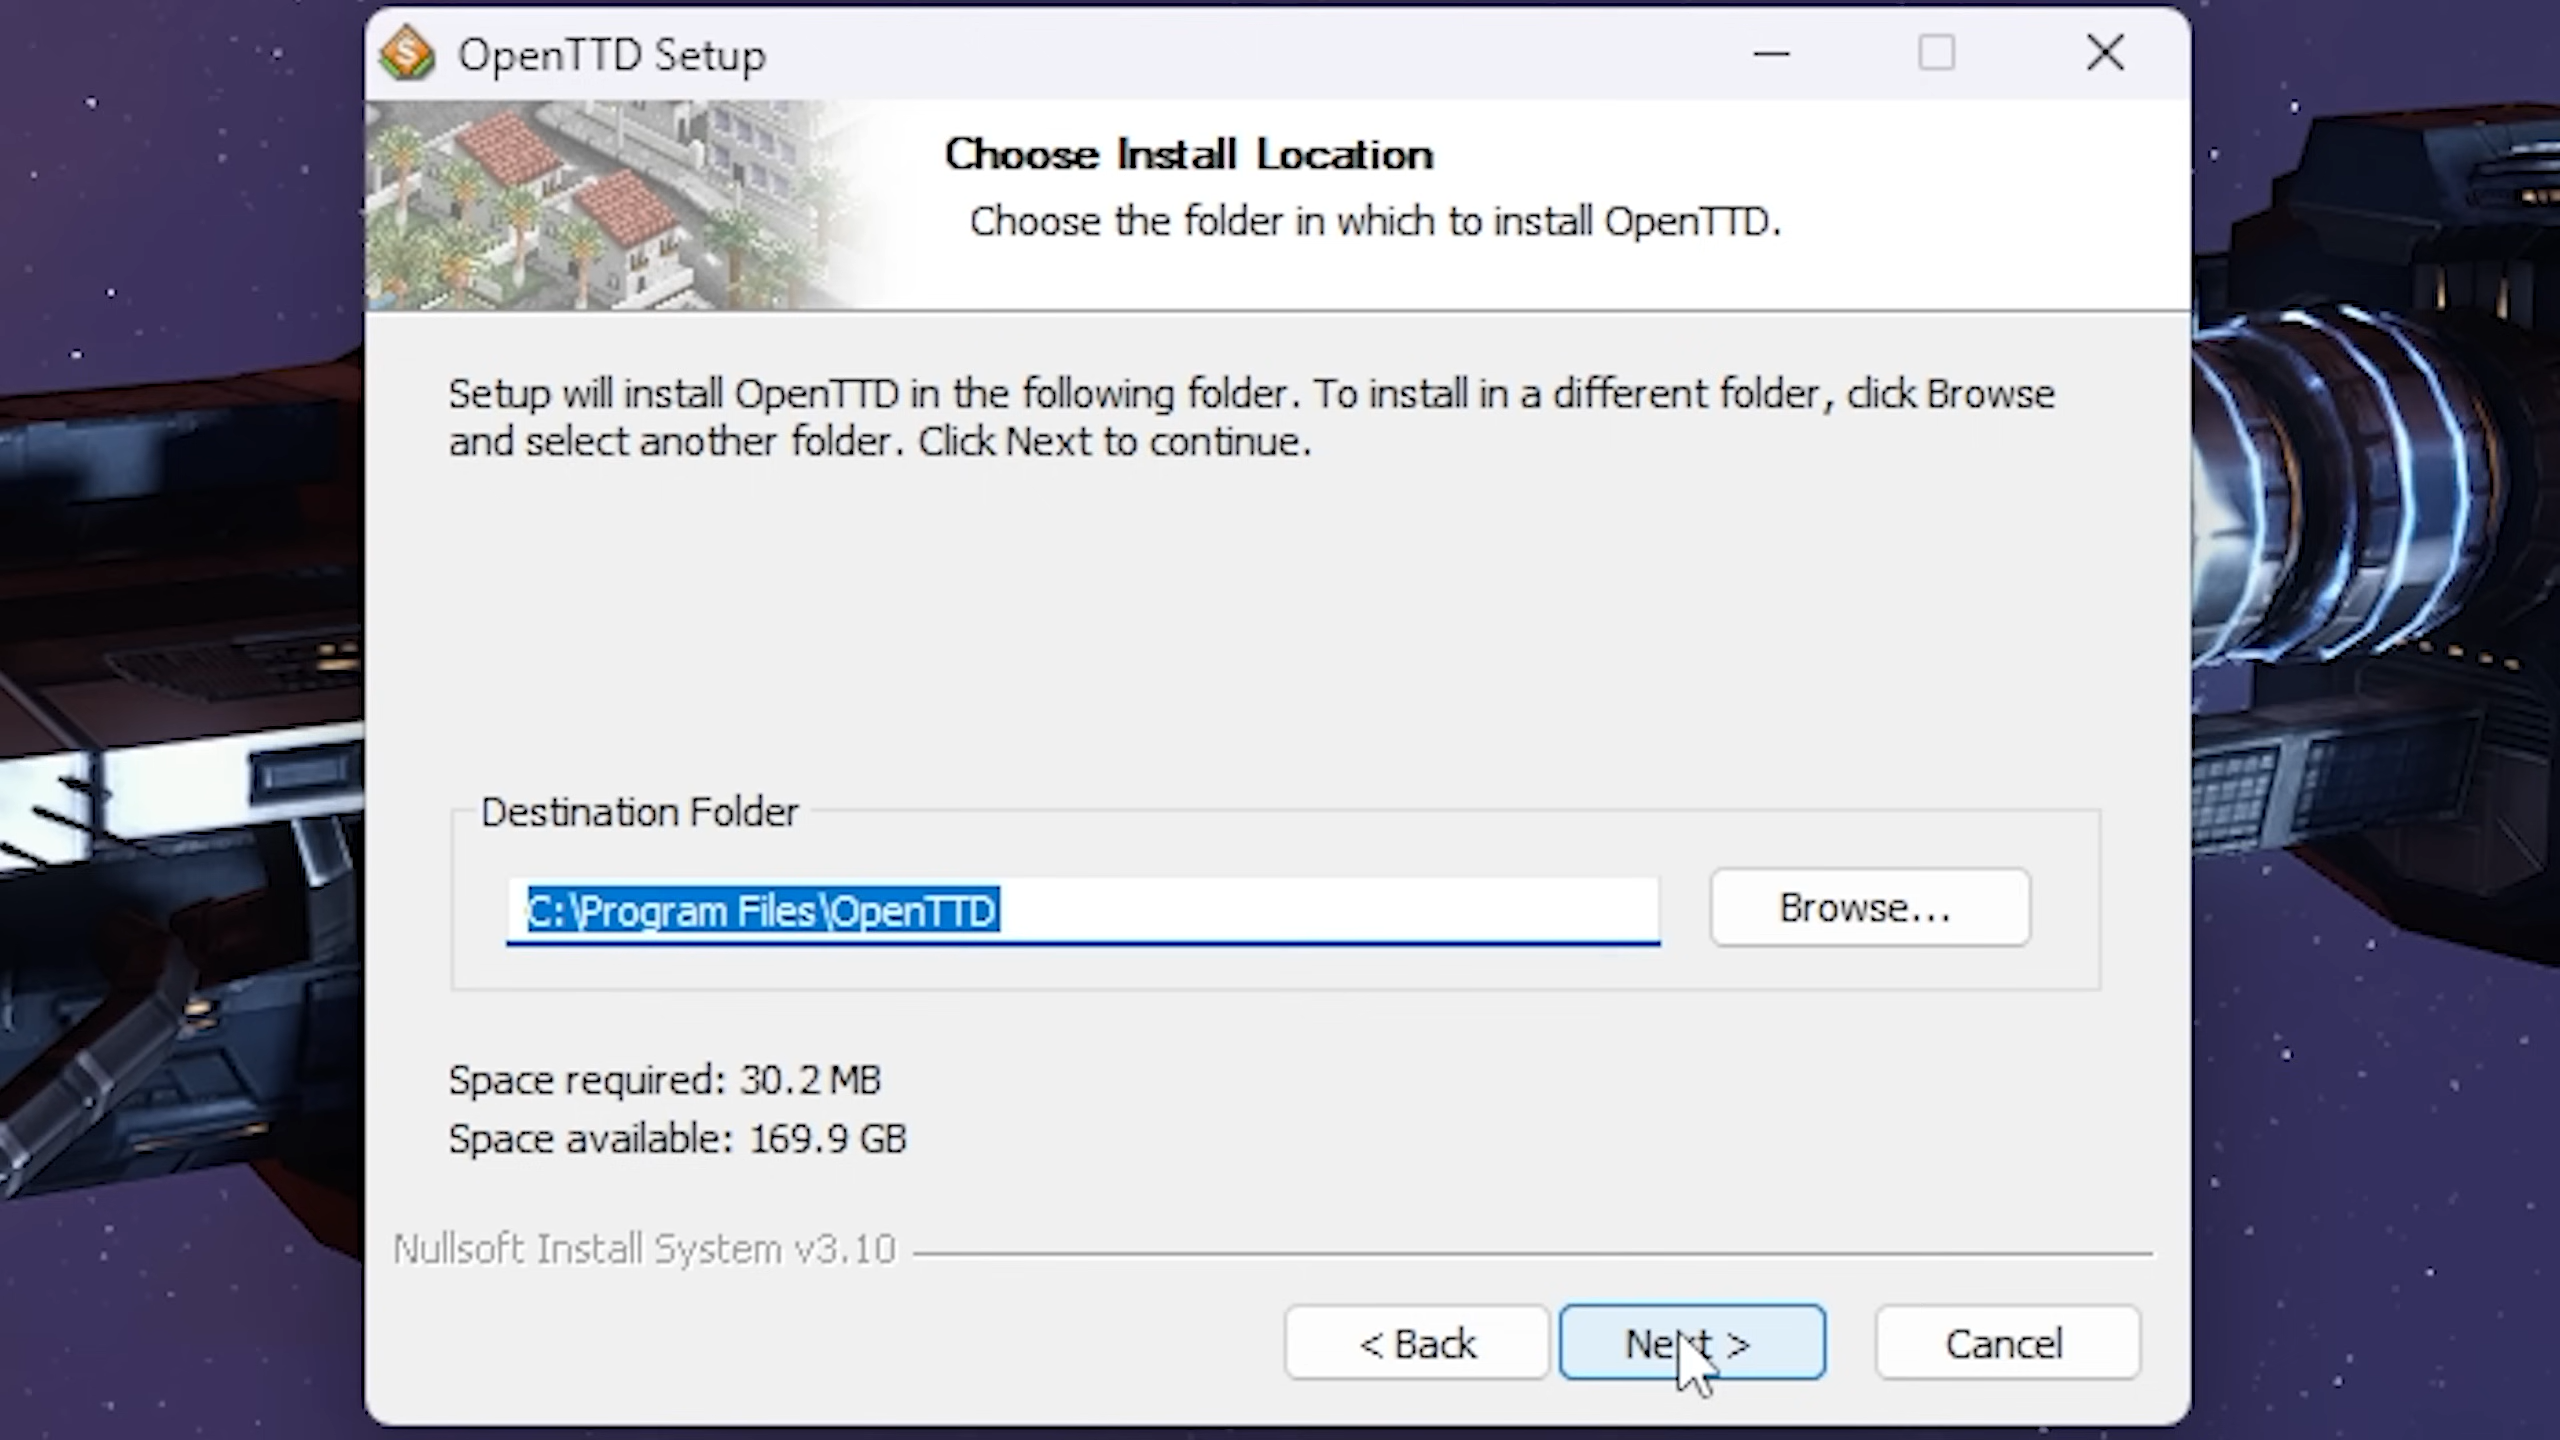 OpenTTD Setup
Choose Install Location
Choose the folder in which to install OpenTTD.
Setup will install OpenTTD in the following folder. To install in a different folder, click Browse
and select another folder. Click Next to continue.
Destination Folder
C:\Program Files\OpenTTD
Browse...
Space required: 30.2 MB
Space available: 169.9 GB
Nullsoft Install System v3.10
< Back
Next >
Cancel